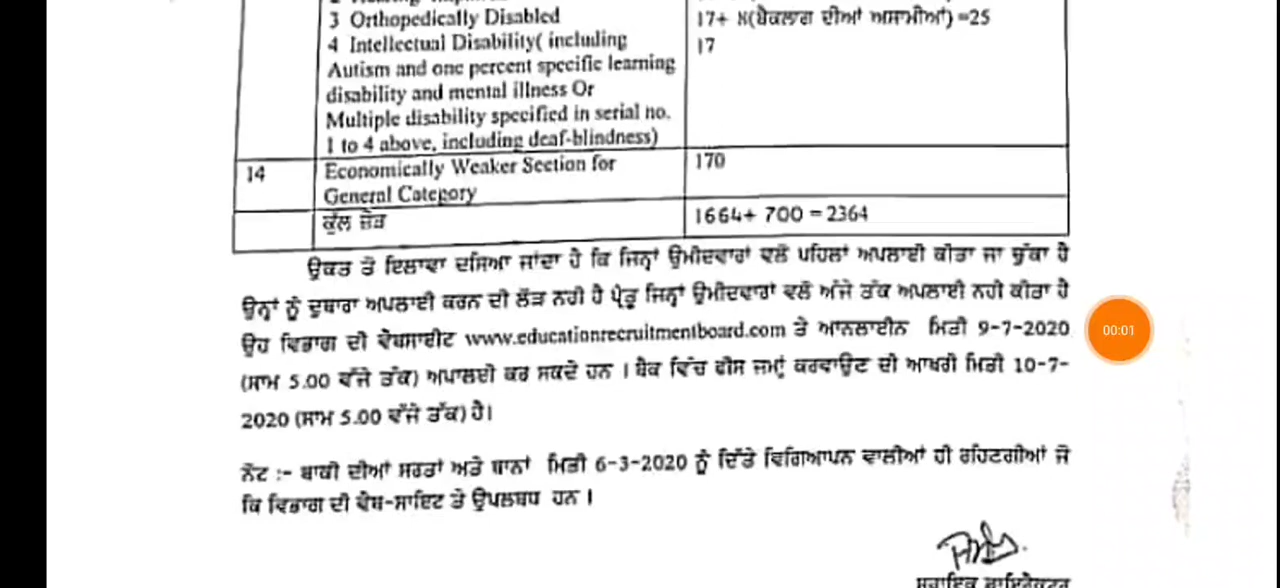 3 Orthopedically Disabled
17+ 8(ਬੈਕਲਾਗ ਦੀਆਂ ਅਸਾਮੀਆਂ) =25
4 Intellectual Disability( including
17
Autism and one percent specific learning
disability and mental illness Or
Multiple disability specified in serial no.
1 to 4 above, including deaf-blindness)
14 Economically Weaker Section for
170
General Category
ਕੁੱਲ ਜੋੜ 1664+ 700 = 2364
ਉਕਤ ਤੋਂ ਇਲਾਵਾ ਦਸਿਆ ਜਾਂਦਾ ਹੈ ਕਿ ਜਿਨ੍ਹਾਂ ਉਮੀਦਵਾਰਾਂ ਵਲੋਂ ਪਹਿਲਾਂ ਅਪਲਾਈ ਕੀਤਾ ਜਾ ਚੁੱਕਾ ਹੈ
ਉਨ੍ਹਾਂ ਨੂੰ ਦੁਬਾਰਾ ਅਪਲਾਈ ਕਰਨ ਦੀ ਲੋੜ ਨਹੀ ਹੈ ਪ੍ਰੰਤੂ ਜਿਨ੍ਹਾਂ ਉਮੀਦਵਾਰਾਂ ਵਲੋਂ ਅੰਜੇ ਤੱਕ ਅਪਲਾਈ ਨਹੀ ਕੀਤਾ ਹੈ
ਉਹ ਵਿਭਾਗ ਦੀ ਵੈਬਸਾਈਟ www.educationrecruitmentboard.com ਤੇ ਆਨਲਾਈਨ ਮਿਤੀ 9-7-2020
00:01
(ਸ਼ਾਮ 5.00 ਵੱਜੇ ਤੱਕ) ਅਪਾਲਈ ਕਰ ਸਕਦੇ ਹਨ । ਬੈਕ ਵਿੱਚ ਫੀਸ ਜਮਾਂ ਕਰਵਾਉਣ ਦੀ ਆਖਰੀ ਮਿਤੀ 10-7-
2020 (ਸ਼ਾਮ 5.00 ਵੱਜੇ ਤੱਕ) ਹੈ।
ਨੋਟ :- ਬਾਕੀ ਦੀਆਂ ਸ਼ਰਤਾਂ ਅਤੇ ਬਾਨਾਂ ਮਿਤੀ 6-3-2020 ਨੂੰ ਦਿੱਤੇ ਵਿਗਿਆਪਨ ਵਾਲੀਆਂ ਹੀ ਰਹਿਣਗੀਆਂ ਜੋ
ਕਿ ਵਿਭਾਗ ਦੀ ਵੈਬ-ਸਾਇਟ ਤੇ ਉਪਲਬਧ ਹਨ ।